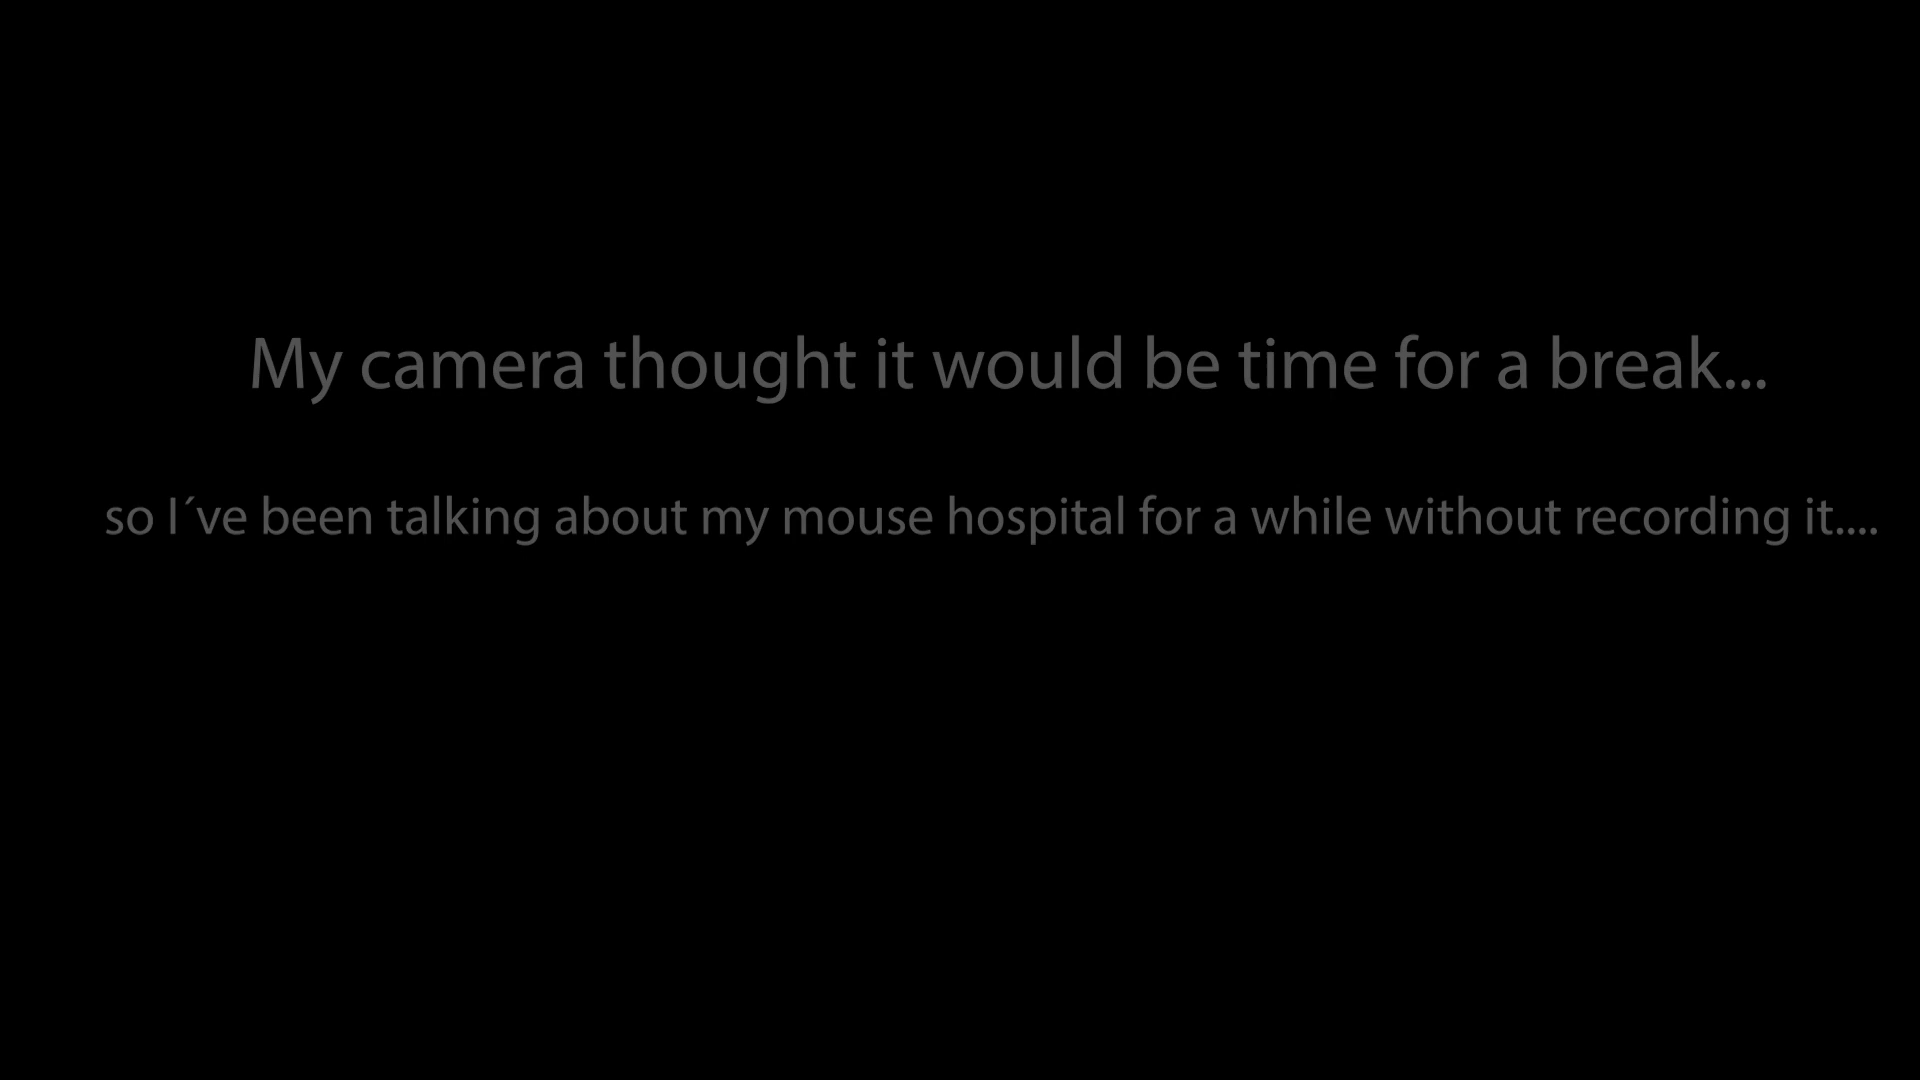 My camera thought it would be time for a break...
so I´ve been talking about my mouse hospital for a while without recording it....